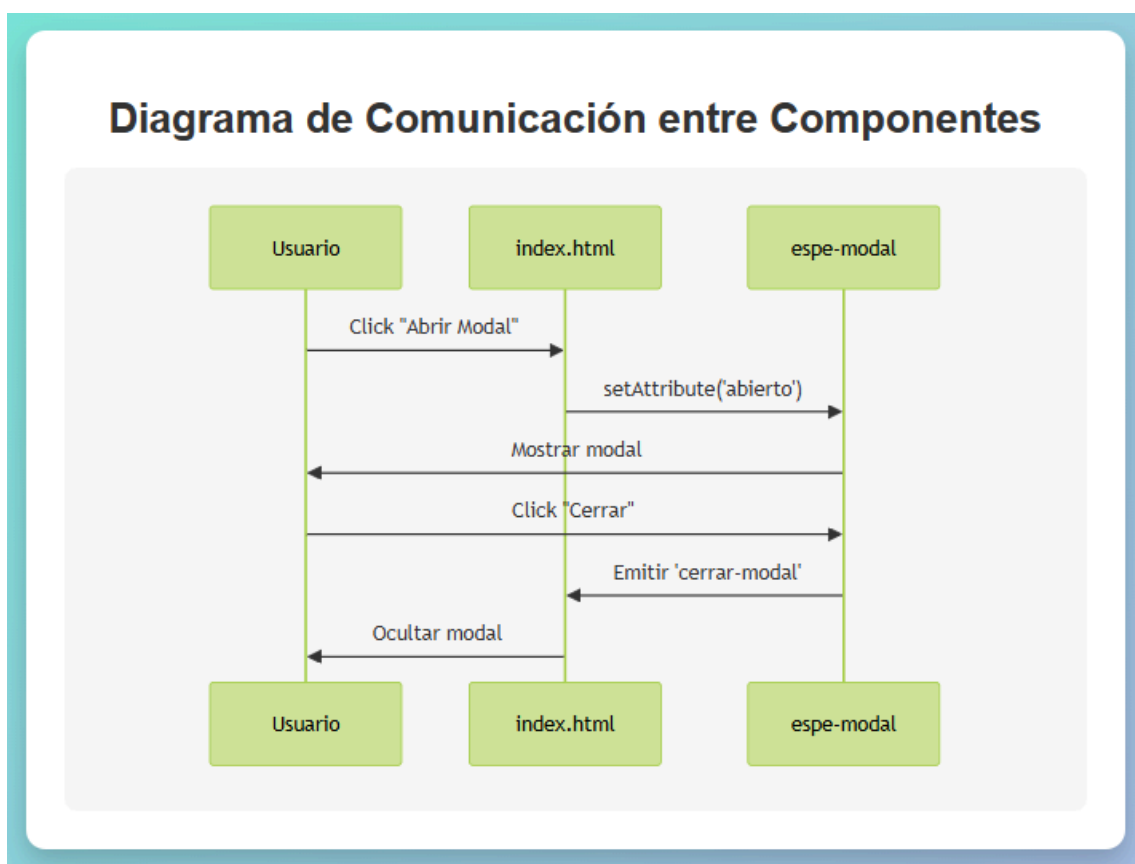 Diagrama de Comunicación entre Componentes
Usuario
index.html
espe-modal
Click "Abrir Modal"
setAttribute('abierto')
Mostrar modal
Click "Cerrar"
Emitir 'cerrar-modal'
Ocultar modal
Usuario
index.html
espe-modal